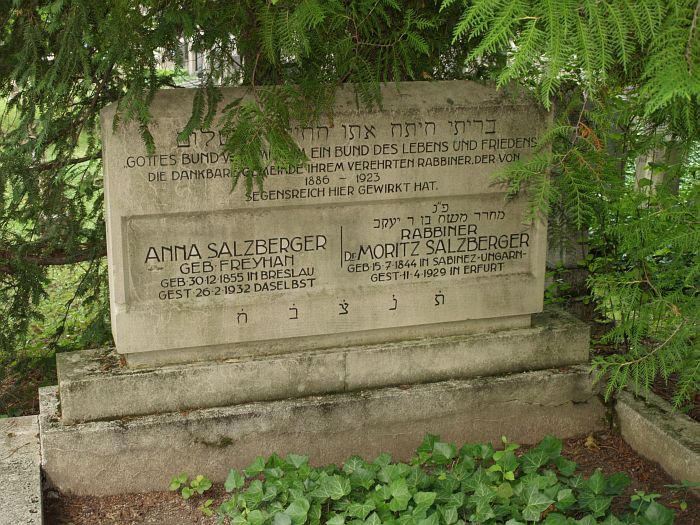 בריתי היתה אתו החיי שלום
„GOTTES BUND EIN BUND DES LEBENS UND FRIEDENS
DIE DANKBARE GEMEINDE IHREM VEREHRTEN RABBINER, DER VON
1886 – 1923
SEGENSREICH HIER GEWIRKT HAT.
פ״נ
מהרר משה בן ר׳ יעקב
RABBINER
DR. MORITZ SALZBERGER
GEB·15·7·1844 IN SABINEZ-UNGARN
GEST·11·4·1929 IN ERFURT
ANNA SALZBERGER
GEB. FREYHAN
GEB·30·12·1855 IN BRESLAU
GEST·26·2·1932 DASELBST
ת נ צ ב ה